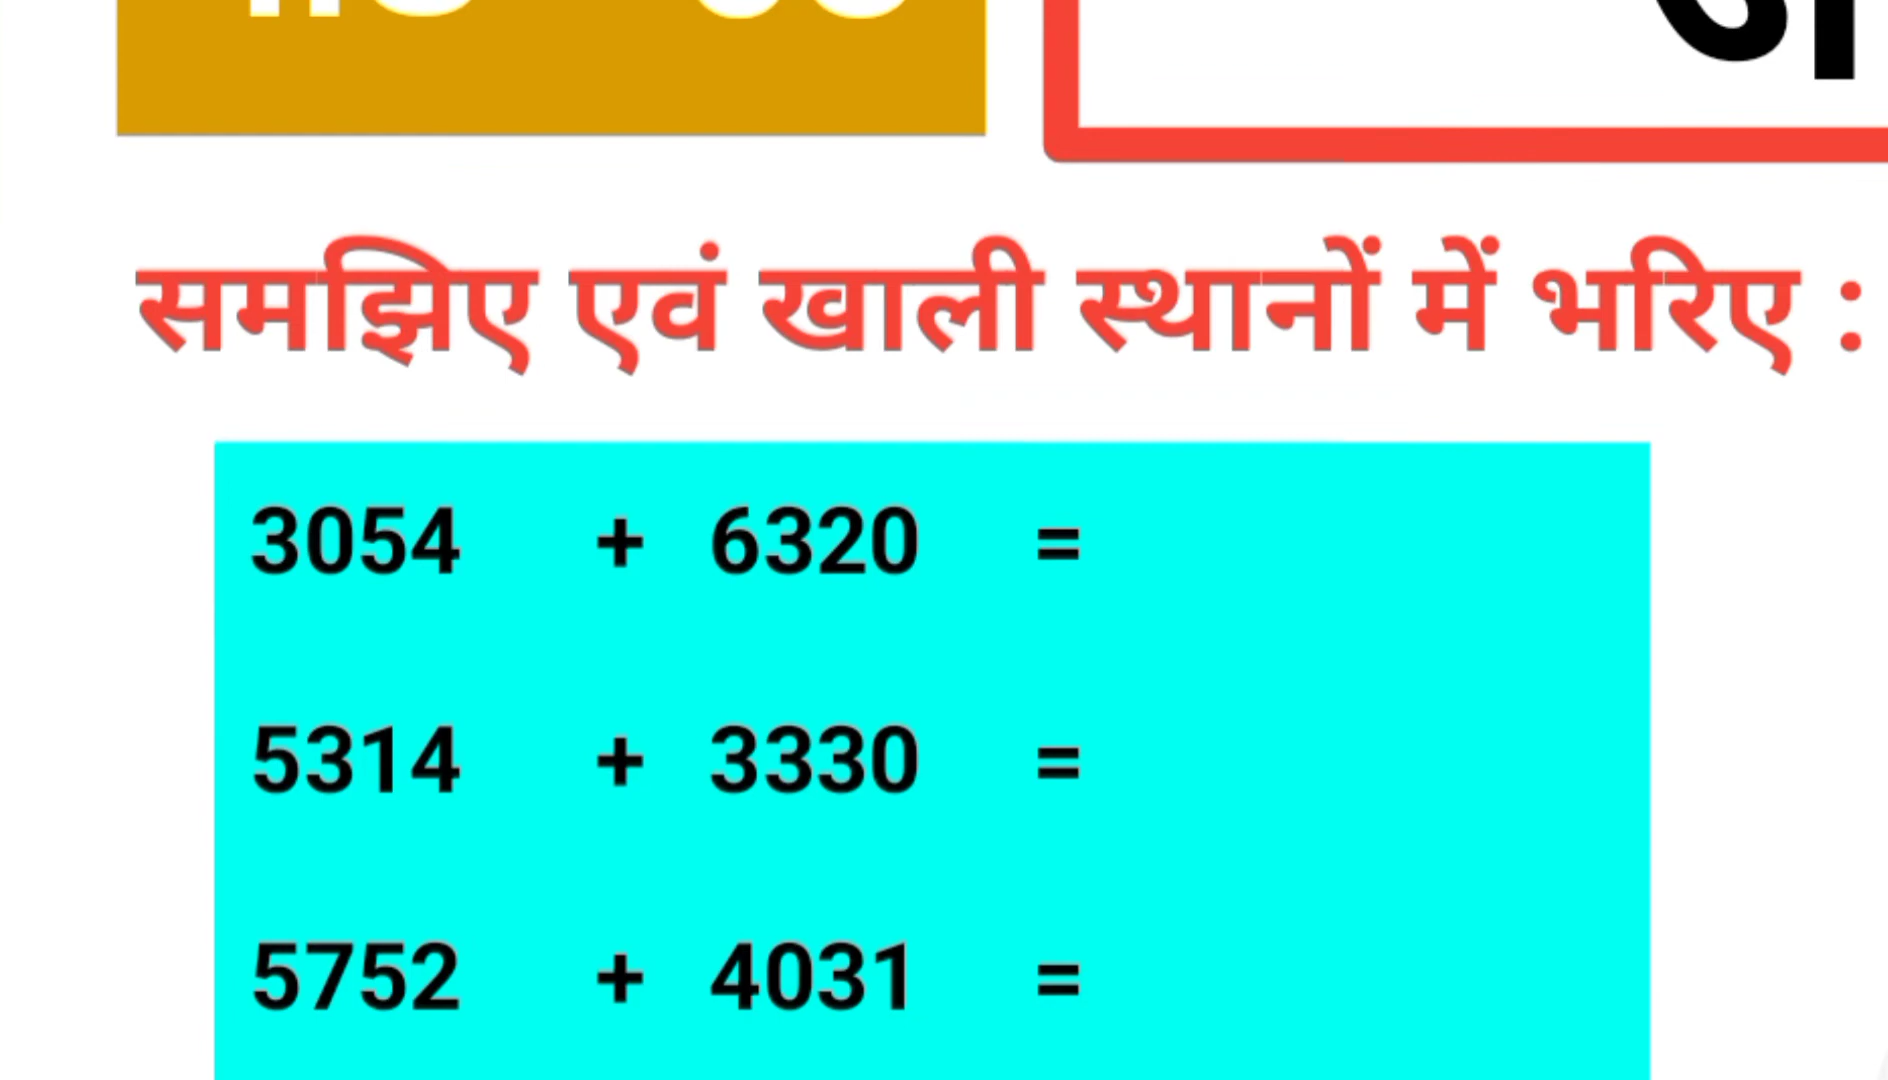 समझिए एवं खाली स्थानों में भरिए :
3054 + 6320 =
5314 + 3330 =
5752 + 4031 =